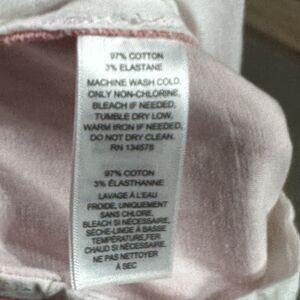 97% COTTON
3% ELASTANE
MACHINE WASH COLD,
ONLY NON-CHLORINE,
BLEACH IF NEEDED,
TUMBLE DRY LOW,
WARM IRON IF NEEDED,
DO NOT DRY CLEAN.
RN 134578
97% COTTON
3% ÉLASTHANNE
LAVAGE À L'EAU
FROIDE, UNIQUEMENT
SANS CHLORE,
BLEACH SI NÉCESSAIRE,
SÈCHE-LINGE À BASSE
TEMPÉRATURE,FER
CHAUD SI NÉCESSAIRE,
NE PAS NETTOYER
À SEC